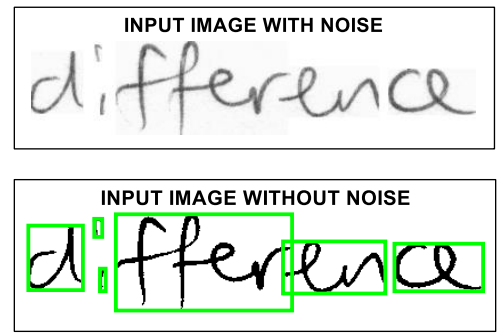 INPUT IMAGE WITH NOISE
difference
INPUT IMAGE WITHOUT NOISE
difference